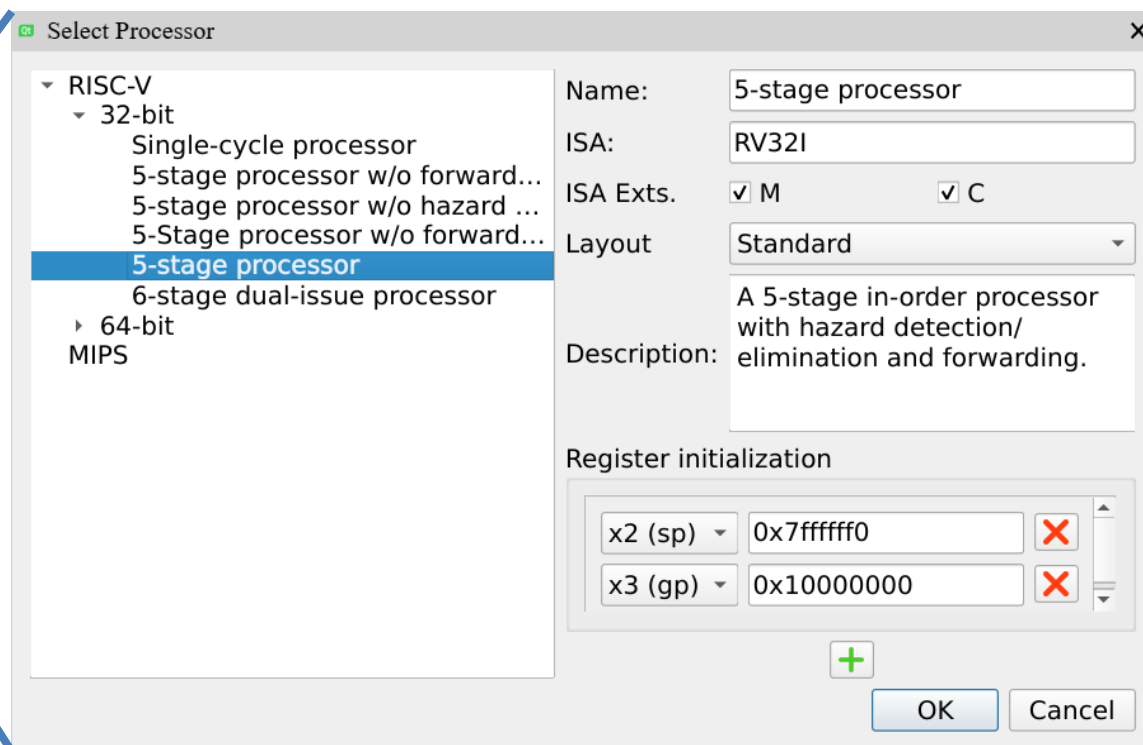 Select Processor
RISC-V
32-bit
Single-cycle processor
5-stage processor w/o forward...
5-stage processor w/o hazard ...
5-Stage processor w/o forward...
5-stage processor
6-stage dual-issue processor
64-bit
MIPS
Name: 5-stage processor
ISA: RV32I
ISA Exts. M C
Layout Standard
Description:
A 5-stage in-order processor
with hazard detection/
elimination and forwarding.
Register initialization
x2 (sp) 0x7ffffff0
x3 (gp) 0x10000000
OK Cancel